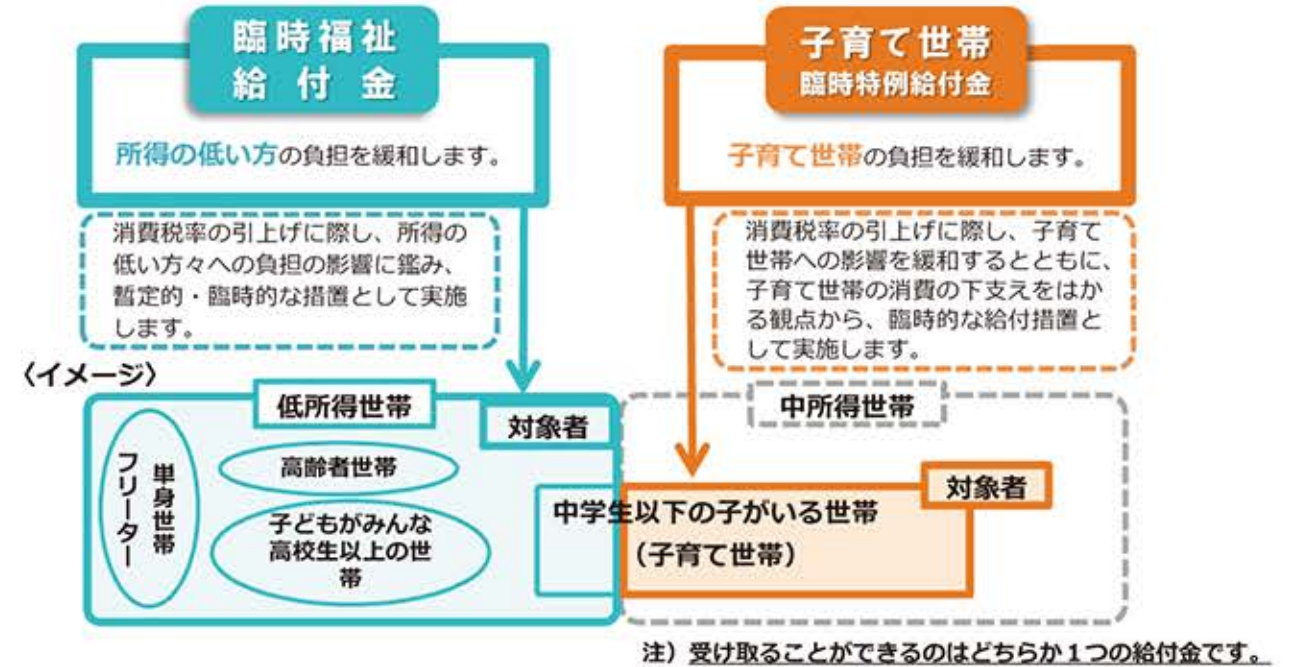 臨時福祉
給付金
所得の低い方の負担を緩和します。
消費税率の引上げに際し、所得の
低い方々への負担の影響に鑑み、
暫定的・臨時的な措置として実施
します。
子育て世帯
臨時特例給付金
子育て世帯の負担を緩和します。
消費税率の引上げに際し、子育て
世帯への影響を緩和するとともに、
子育て世帯の消費の下支えをはか
る観点から、臨時的な給付措置と
して実施します。
〈イメージ〉
低所得世帯
対象者
単身世帯
フリーター
高齢者世帯
子どもがみんな
高校生以上の世
帯
中所得世帯
対象者
中学生以下の子がいる世帯
（子育て世帯）
注）受け取ることができるのはどちらか１つの給付金です。